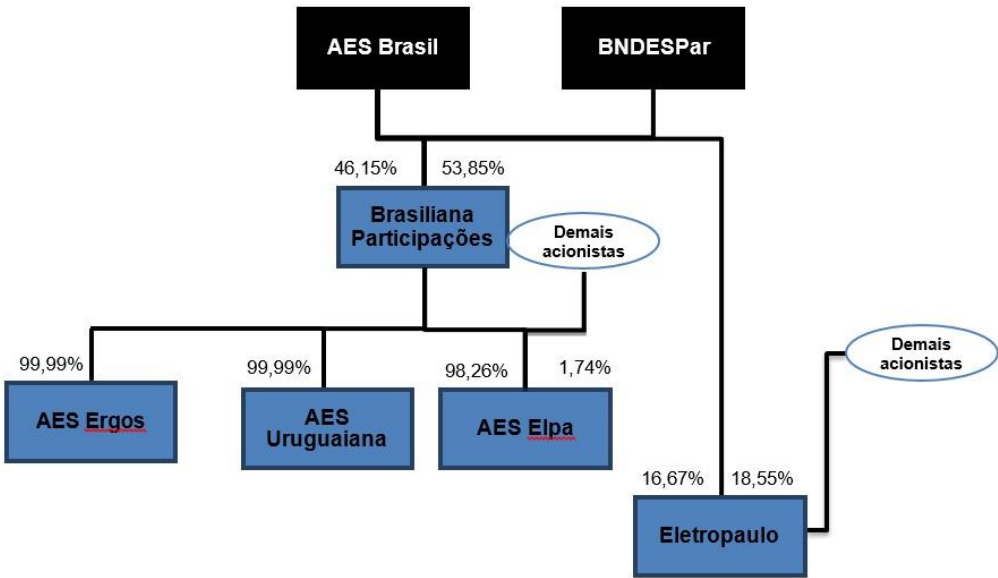 AES Brasil
BNDESPar
46,15%
53,85%
Brasiliana
Participações
Demais
acionistas
99,99%
99,99%
98,26%
1,74%
Demais
acionistas
AES Ergos
AES
Uruguaiana
AES Elpa
16,67%
18,55%
Eletropaulo